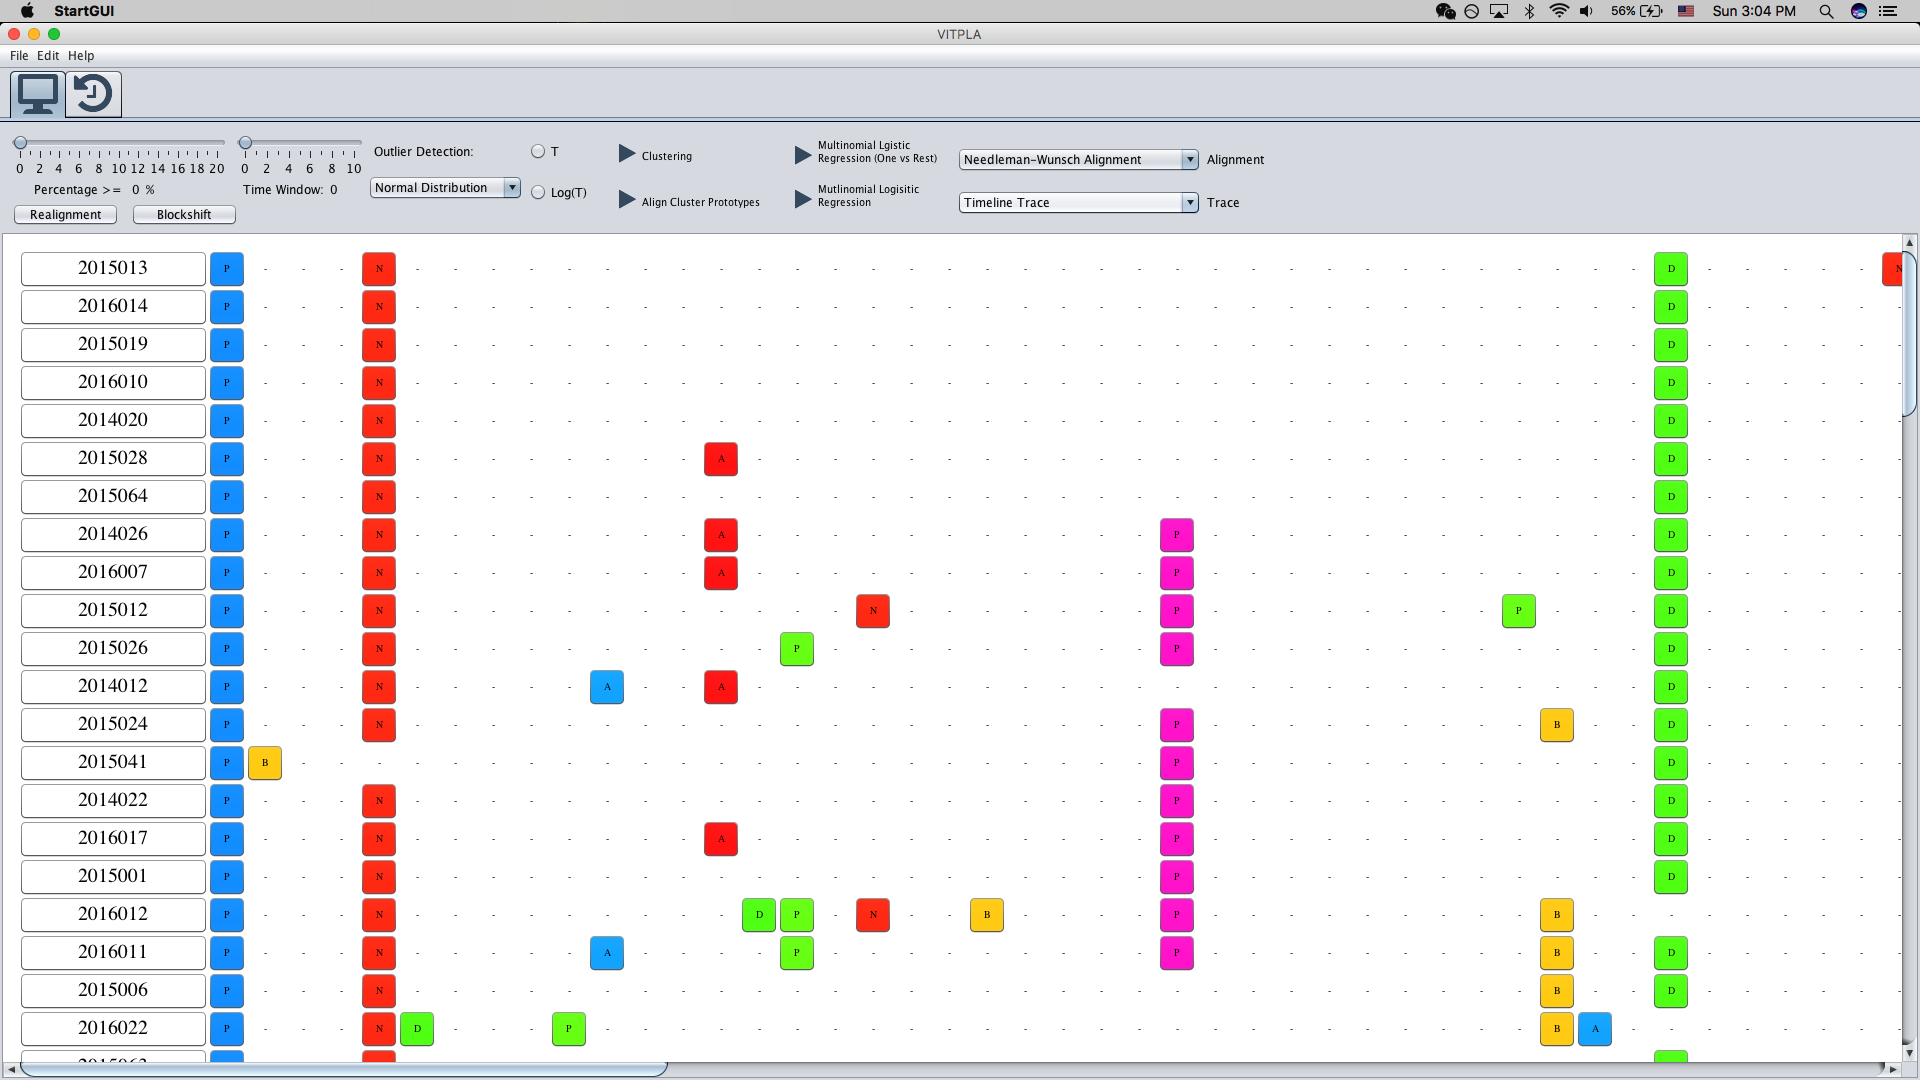 StartGUI
56%
Sun 3:04 PM
VITPLA
File Edit Help
0 2 4 6 8 10 12 14 16 18 20
Percentage >= 0 %
Realignment
Blockshift
0 2 4 6 8 10
Time Window: 0
Outlier Detection:
Normal Distribution
T
Log(T)
Clustering
Align Cluster Prototypes
Multinomial Lgistic
Regression (One vs Rest)
Mutlinomial Logisitic
Regression
Needleman-Wunsch Alignment
Alignment
Timeline Trace
Trace
2015013 P N D N
2016014 P N D
2015019 P N D
2016010 P N D
2014020 P N D
2015028 P N A D
2015064 P N D
2014026 P N A P D
2016007 P N A P D
2015012 P N N P P D
2015026 P N P P D
2014012 P N A A D
2015024 P N P B D
2015041 P B P D
2014022 P N P D
2016017 P N A P D
2015001 P N P D
2016012 P N D P N B P B
2016011 P N A P P B D
2015006 P N B D
2016022 P N D P B A